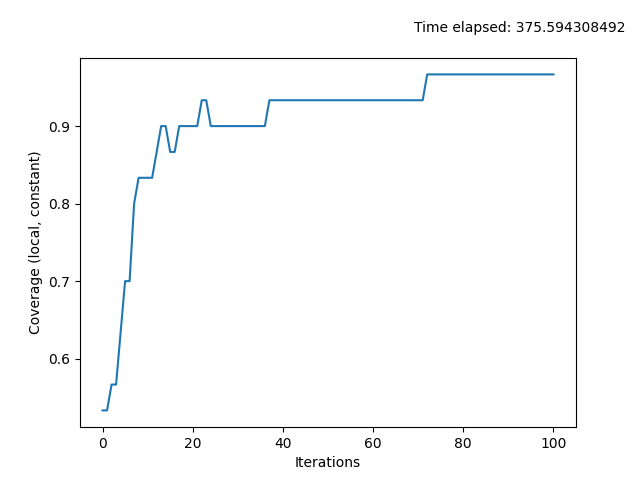 Time elapsed: 375.594308492
0.9
0.8
0.7
0.6
Coverage (local, constant)
0 20 40 60 80 100
Iterations